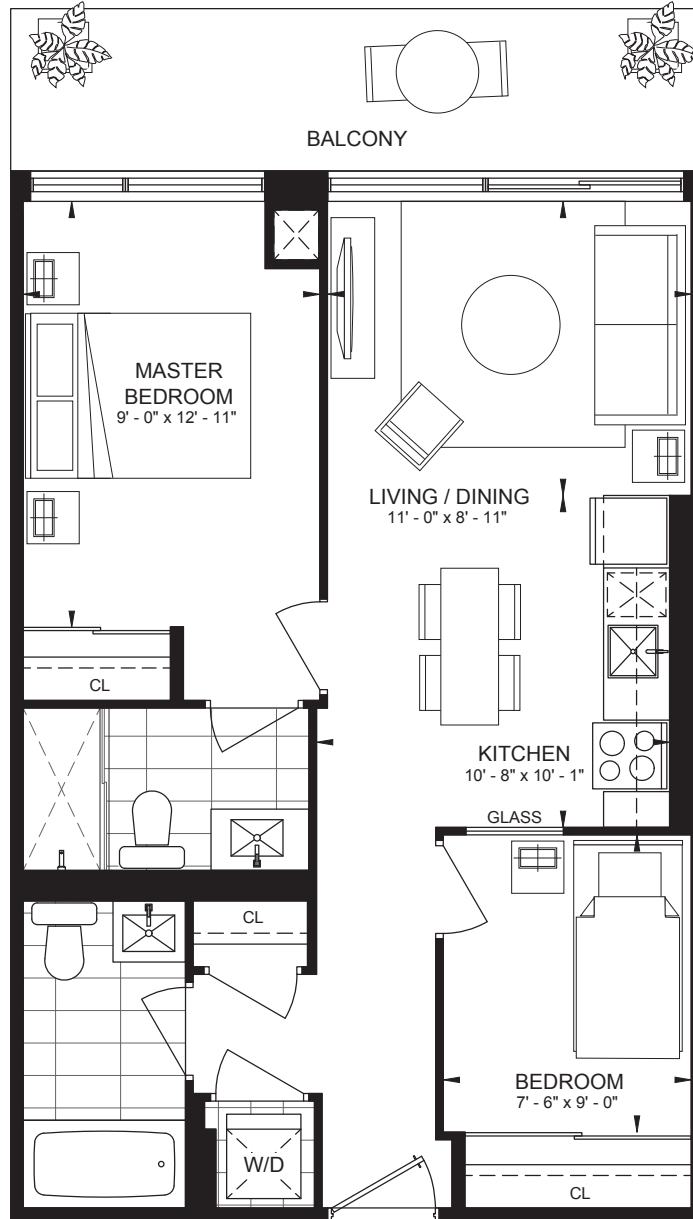 BALCONY
MASTER
BEDROOM
9' - 0" x 12' - 11"
LIVING / DINING
11' - 0" x 8' - 11"
CL
KITCHEN
10' - 8" x 10' - 1"
GLASS
CL
BEDROOM
7' - 6" x 9' - 0"
W/D
CL